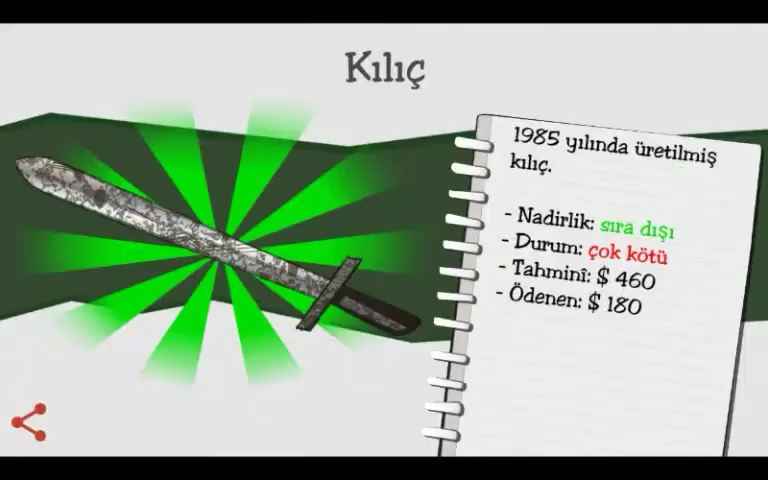 Kılıç
1985 yılında üretilmiş
kılıç.
- Nadirlik: sıra dışı
- Durum: çok kötü
- Tahminî: $ 460
- Ödenen: $ 180